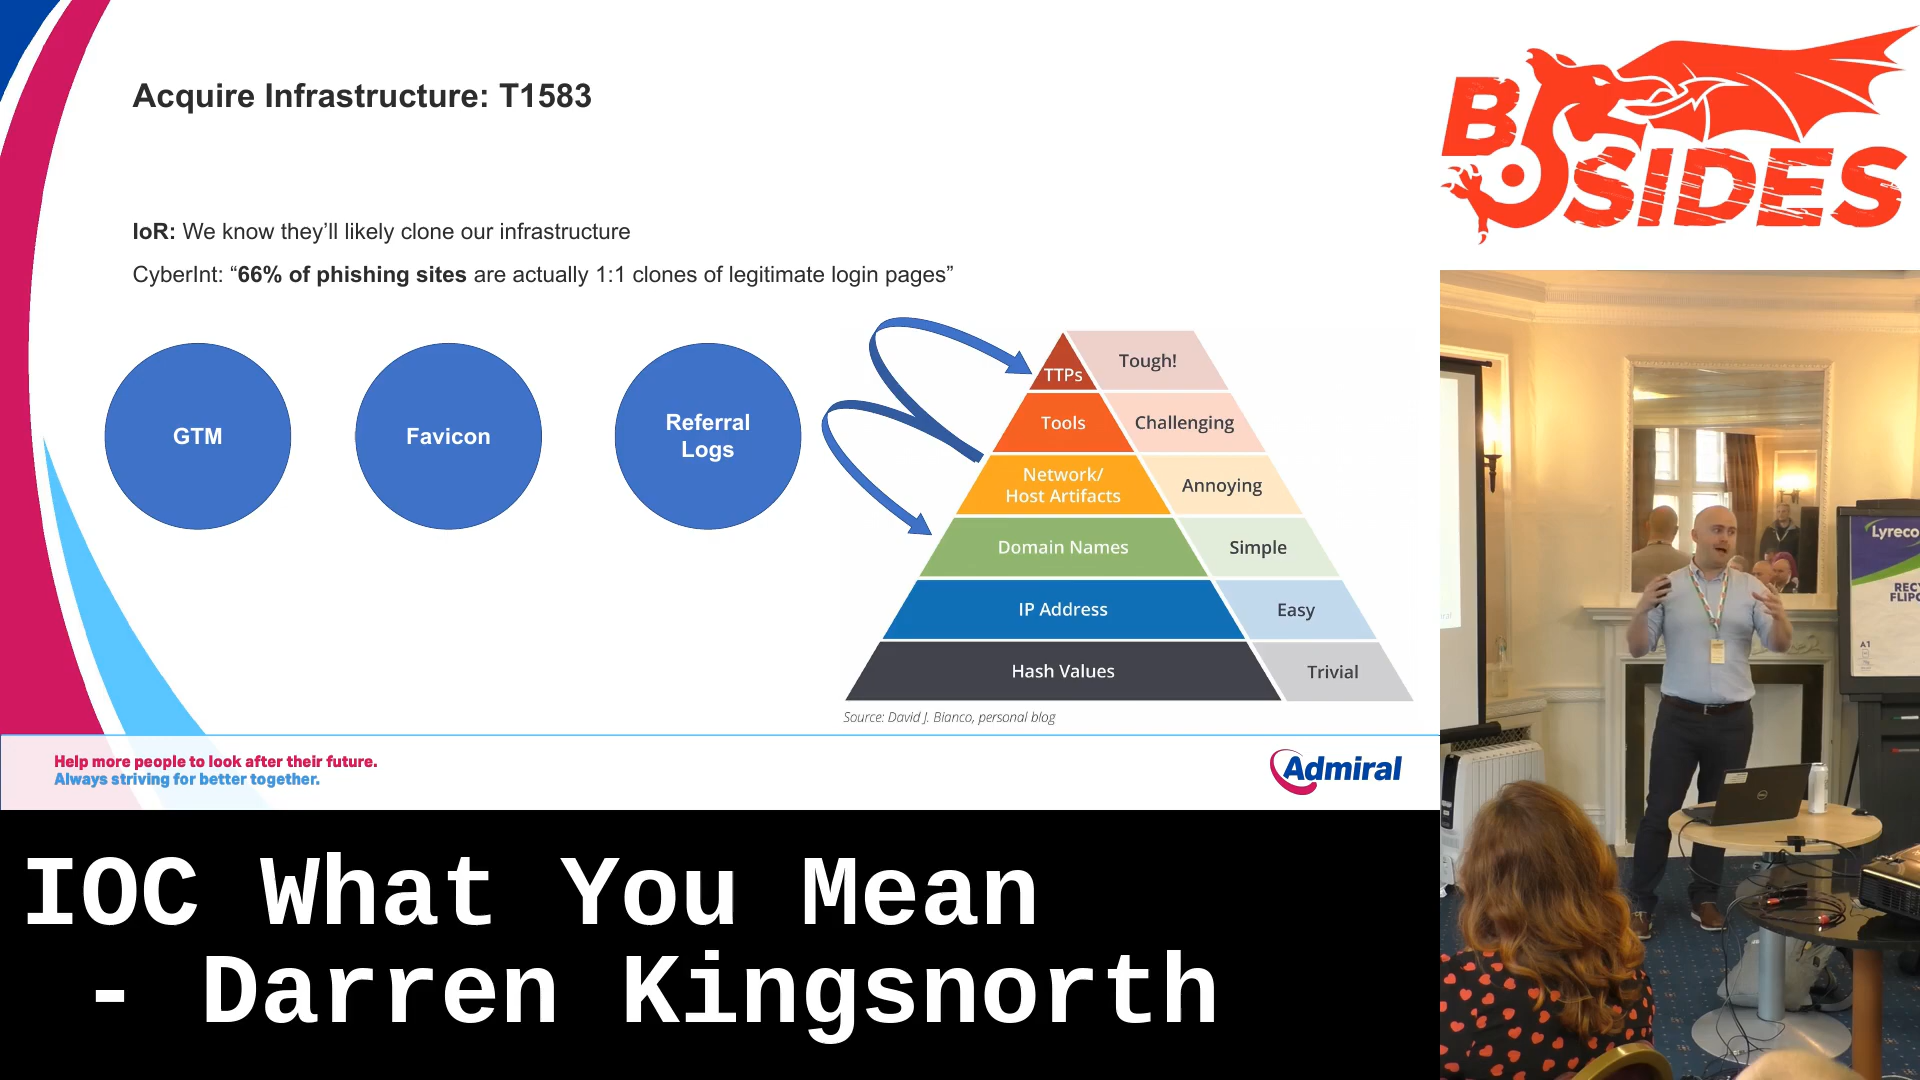 Acquire Infrastructure: T1583
IoR: We know they’ll likely clone our infrastructure
CyberInt: “66% of phishing sites are actually 1:1 clones of legitimate login pages”
GTM
Favicon
Referral
Logs
TTPs
Tough!
Tools
Challenging
Network/
Host Artifacts
Annoying
Domain Names
Simple
IP Address
Easy
Hash Values
Trivial
Source: David J. Bianco, personal blog
Help more people to look after their future.
Always striving for better together.
Admiral
B SIDES
Lyreco
A1
IOC What You Mean
- Darren Kingsnorth